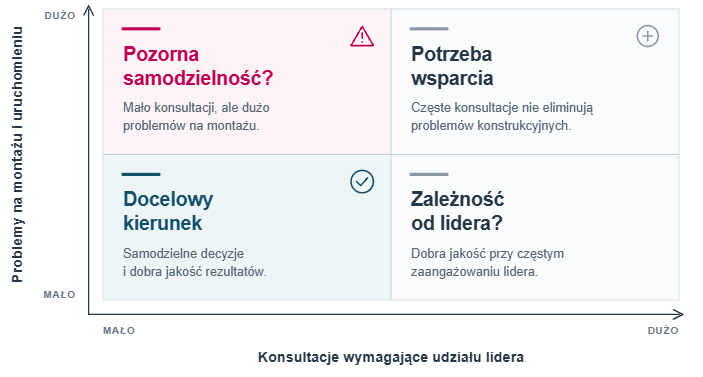 DUŻO
Problemy na montażu i uruchomieniu
MAŁO
Pozorna
samodzielność?
Mało konsultacji, ale dużo
problemów na montażu.
Potrzeba
wsparcia
Częste konsultacje nie eliminują
problemów konstrukcyjnych.
Docelowy
kierunek
Samodzielne decyzje
i dobra jakość rezultatów.
Zależność
od lidera?
Dobra jakość przy częstym
zaangażowaniu lidera.
MAŁO
DUŻO
Konsultacje wymagające udziału lidera